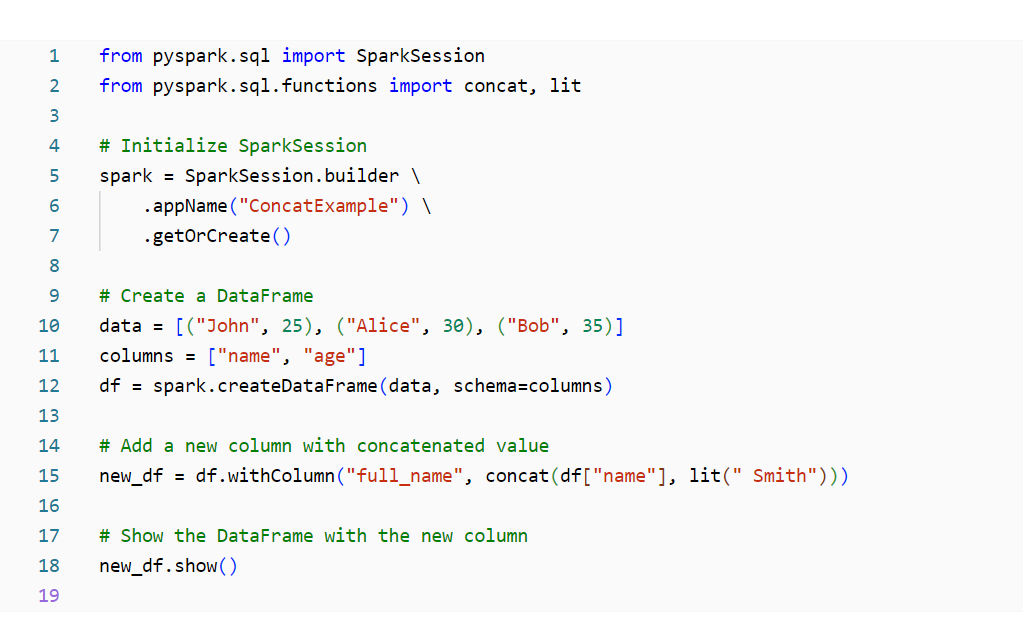 1 from pyspark.sql import SparkSession
2 from pyspark.sql.functions import concat, lit
3
4 # Initialize SparkSession
5 spark = SparkSession.builder \
6     .appName("ConcatExample") \
7     .getOrCreate()
8
9 # Create a DataFrame
10 data = [("John", 25), ("Alice", 30), ("Bob", 35)]
11 columns = ["name", "age"]
12 df = spark.createDataFrame(data, schema=columns)
13
14 # Add a new column with concatenated value
15 new_df = df.withColumn("full_name", concat(df["name"], lit(" Smith")))
16
17 # Show the DataFrame with the new column
18 new_df.show()
19